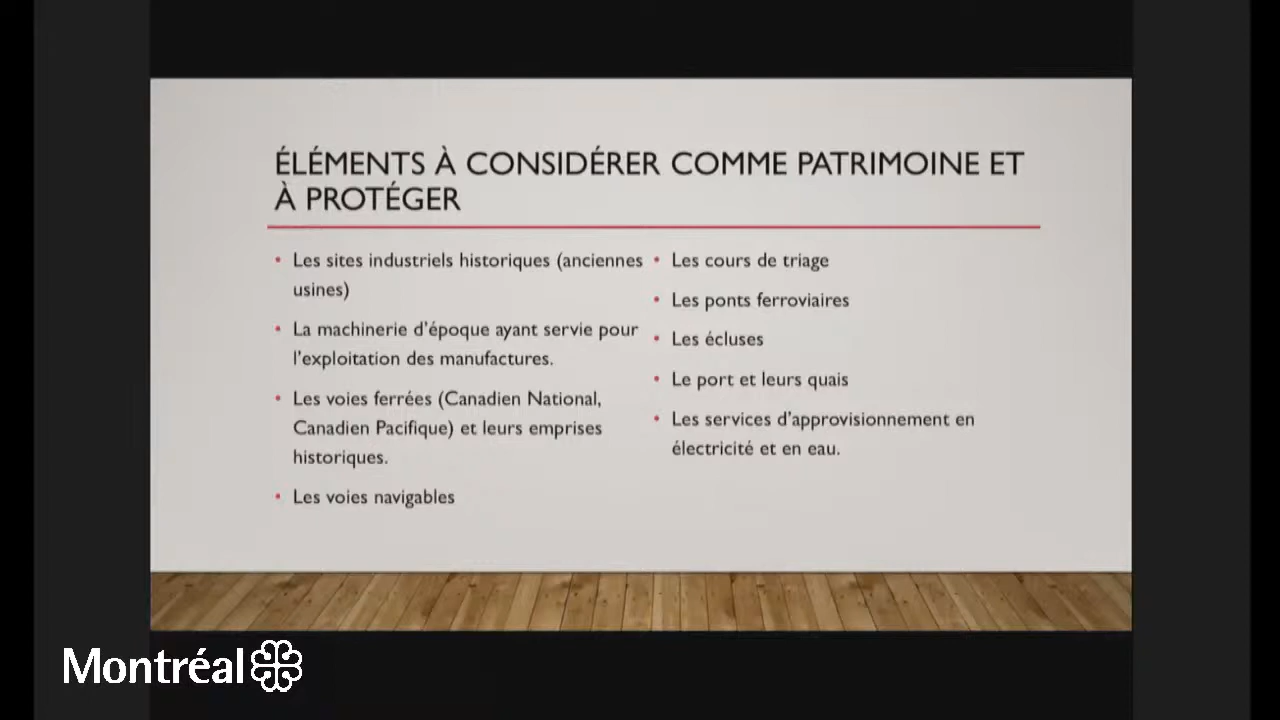 ÉLÉMENTS À CONSIDÉRER COMME PATRIMOINE ET
À PROTÉGER
• Les sites industriels historiques (anciennes
usines)
• La machinerie d'époque ayant servie pour
l'exploitation des manufactures.
• Les voies ferrées (Canadien National,
Canadien Pacifique) et leurs emprises
historiques.
• Les voies navigables
• Les cours de triage
• Les ponts ferroviaires
• Les écluses
• Le port et leurs quais
• Les services d'approvisionnement en
électricité et en eau.
Montréal